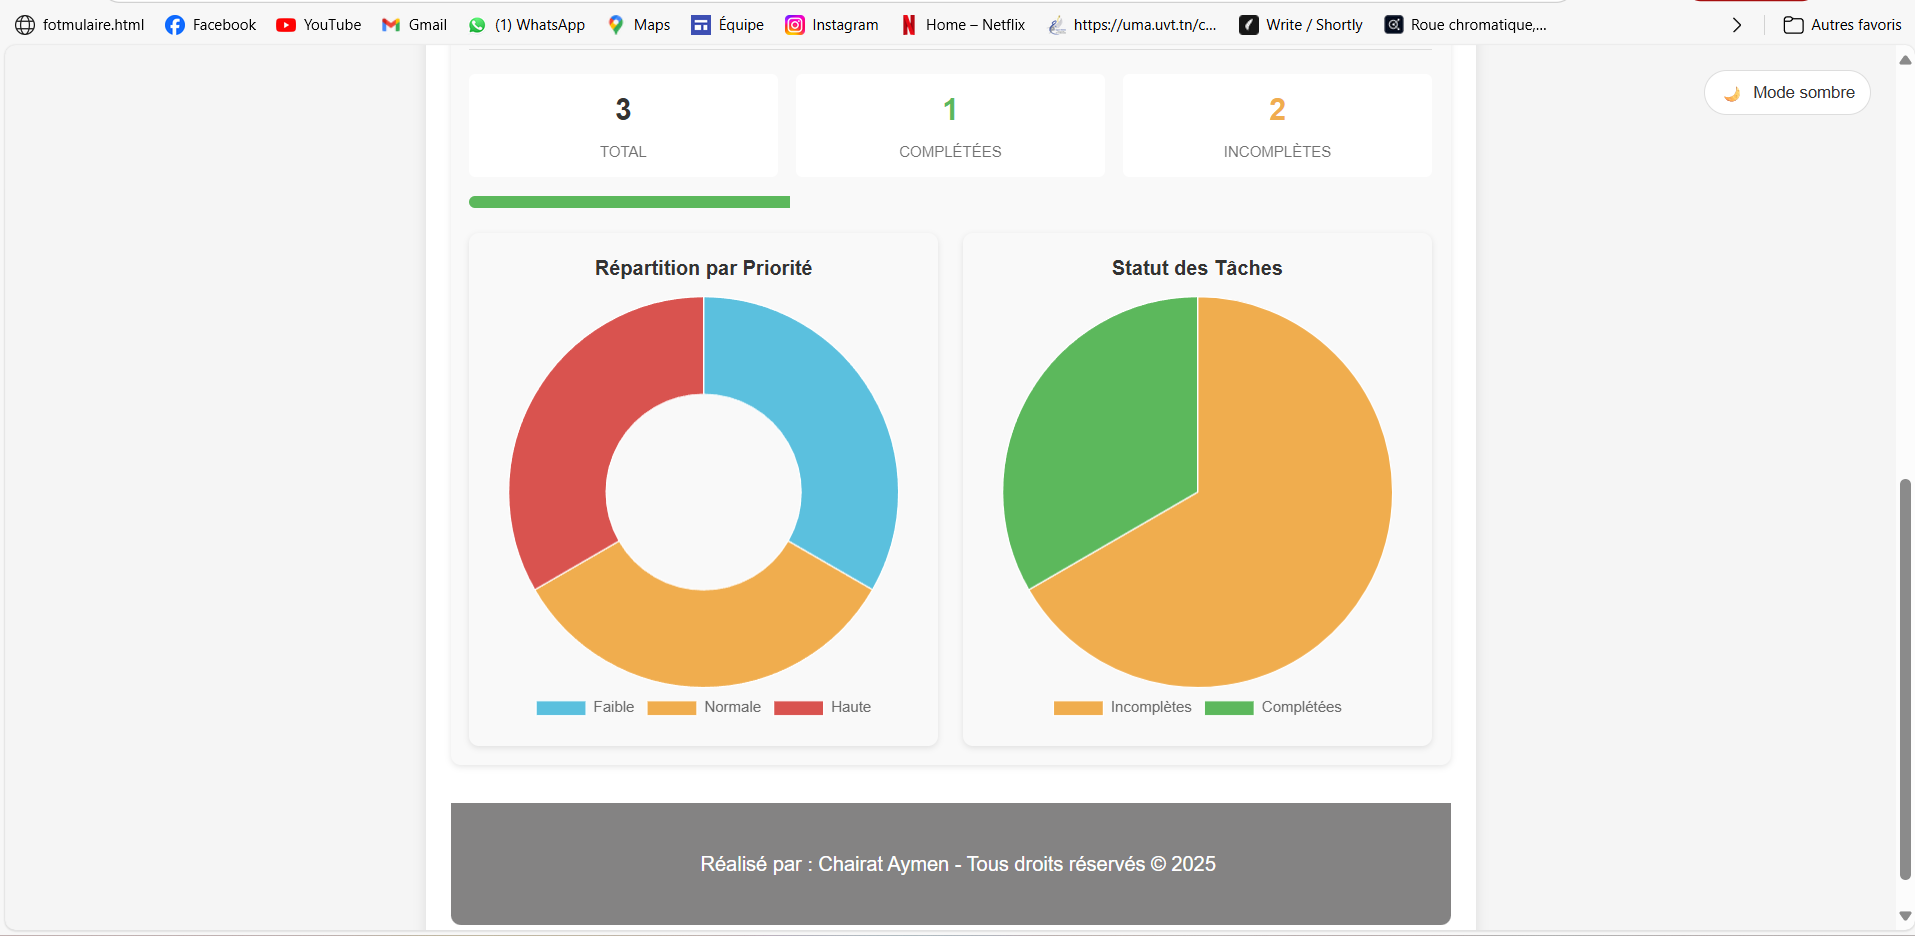 fotmulaire.html Facebook YouTube Gmail (1) WhatsApp Maps Équipe Instagram Home – Netflix https://uma.uvt.tn/c... Write / Shortly Roue chromatique,... Autres favoris
Mode sombre
3
TOTAL
1
COMPLÉTÉES
2
INCOMPLÈTES
Répartition par Priorité
Faible Normale Haute
Statut des Tâches
Incomplètes Complétées
Réalisé par : Chairat Aymen - Tous droits réservés © 2025